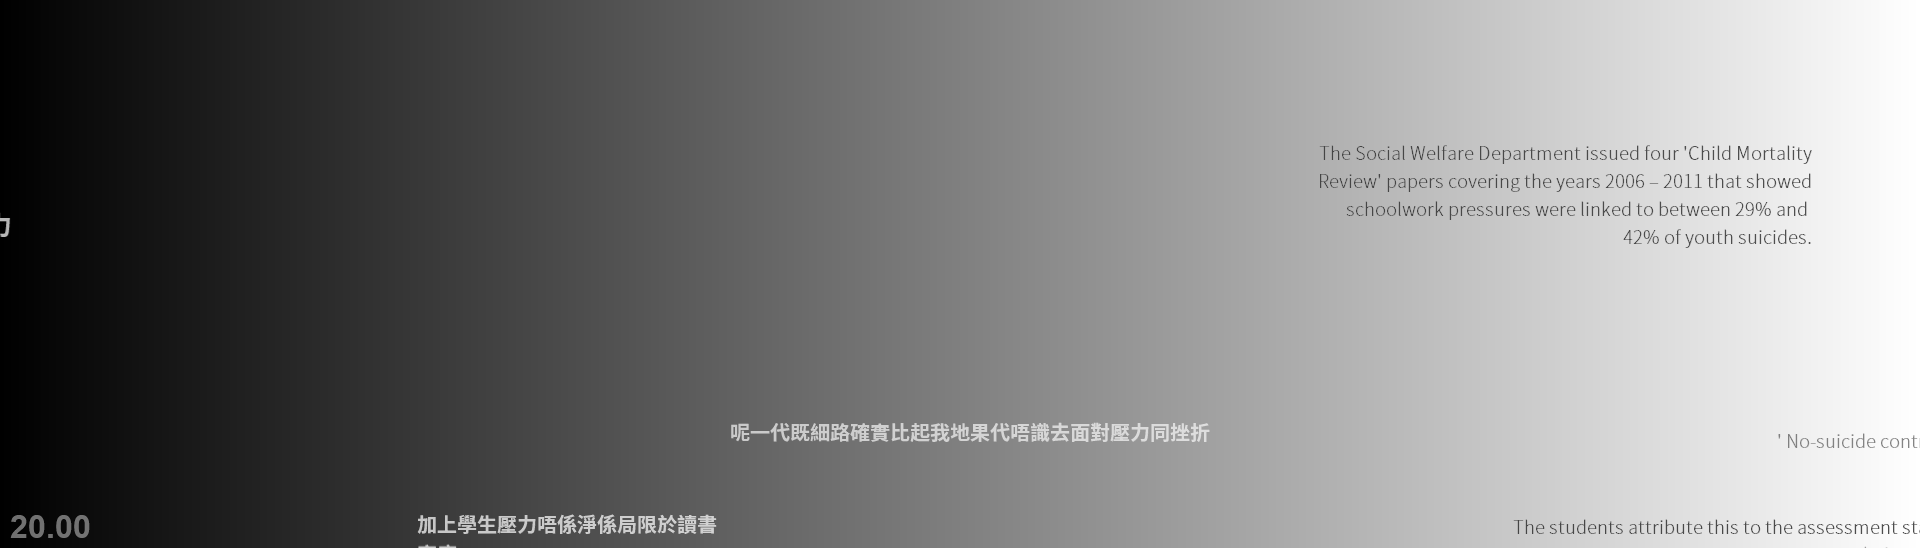 The Social Welfare Department issued four 'Child Mortality
Review' papers covering the years 2006 – 2011 that showed
schoolwork pressures were linked to between 29% and
42% of youth suicides.
力
呢一代既細路確實比起我地果代唔識去面對壓力同挫折
' No-suicide
20.00
加上學生壓力唔係淨係局限於讀書
The students attribute this to the assessment